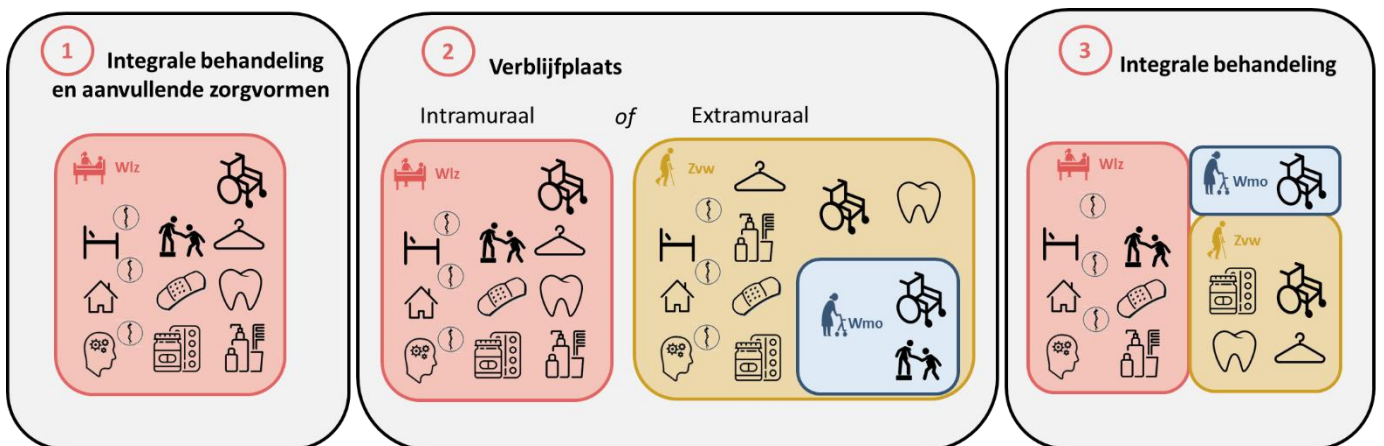 1
Integrale behandeling
en aanvullende zorgvormen
Wlz
2
Verblijfplaats
Intramuraal of Extramuraal
Wlz
Zvw
Wmo
3
Integrale behandeling
Wlz
Wmo
Zvw